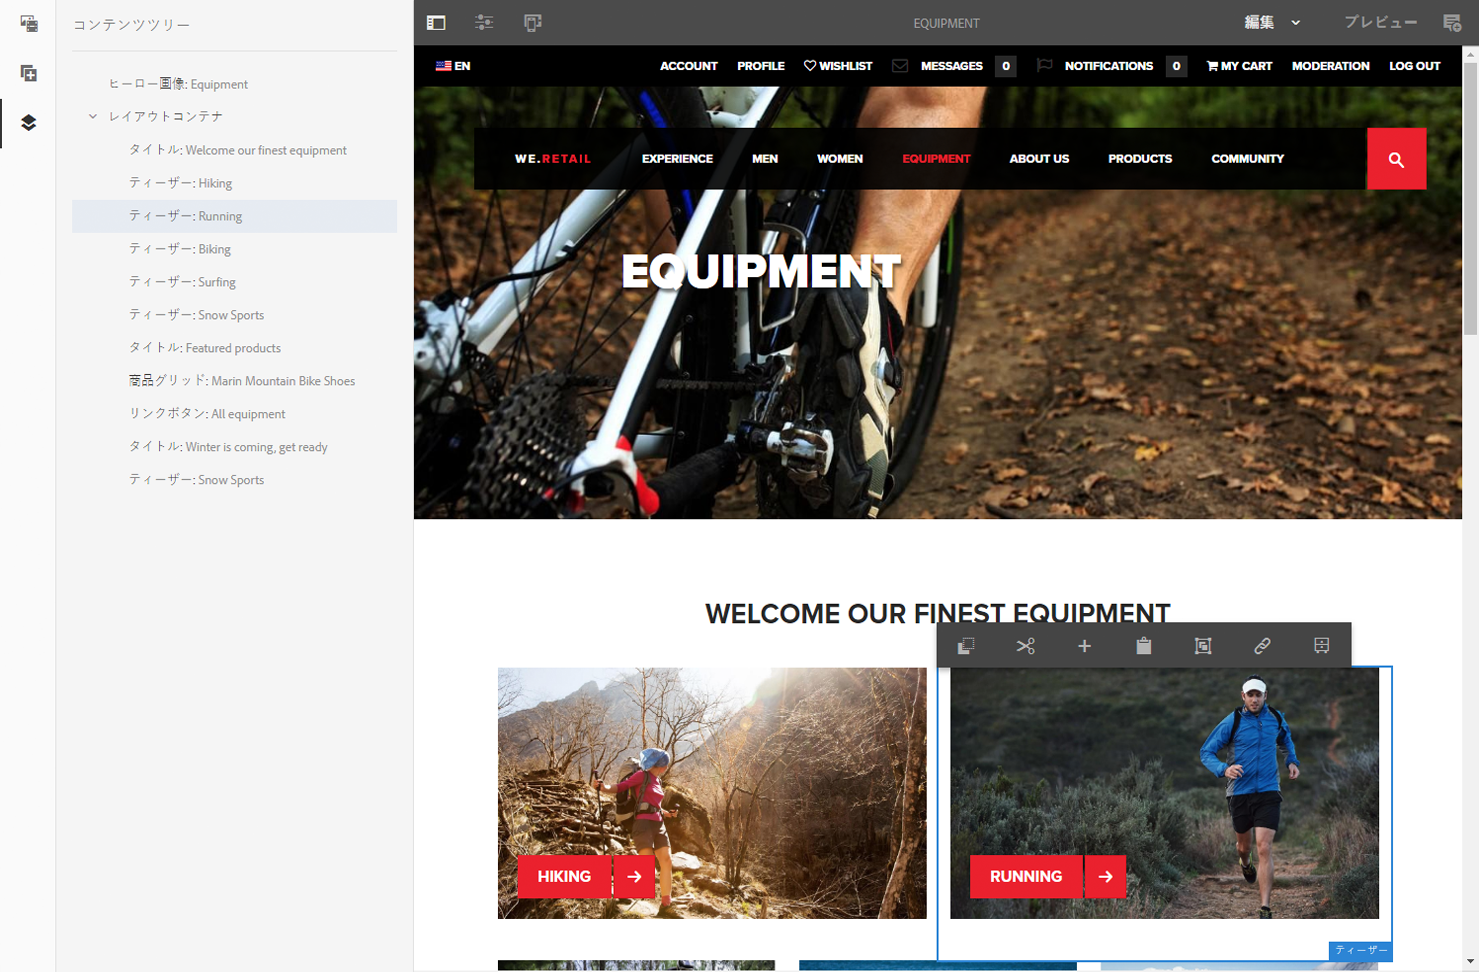 コンテンツツリー
ヒーロー画像: Equipment
レイアウトコンテナ
タイトル: Welcome our finest equipment
ティーザー: Hiking
ティーザー: Running
ティーザー: Biking
ティーザー: Surfing
ティーザー: Snow Sports
タイトル: Featured products
商品グリッド: Marin Mountain Bike Shoes
リンクボタン: All equipment
タイトル: Winter is coming, get ready
ティーザー: Snow Sports
EQUIPMENT 編集 プレビュー
EN ACCOUNT PROFILE WISHLIST MESSAGES 0 NOTIFICATIONS 0 MY CART MODERATION LOG OUT
WE.RETAIL EXPERIENCE MEN WOMEN EQUIPMENT ABOUT US PRODUCTS COMMUNITY
EQUIPMENT
WELCOME OUR FINEST EQUIPMENT
HIKING
RUNNING
ティーザー